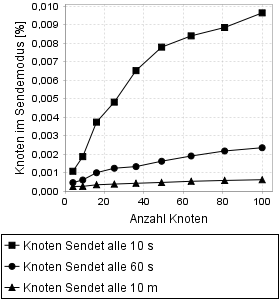 Knoten im Sendemodus [%]
0,010
0,009
0,008
0,007
0,006
0,005
0,004
0,003
0,002
0,001
0,000
0 20 40 60 80 100
Anzahl Knoten
Knoten Sendet alle 10 s
Knoten Sendet alle 60 s
Knoten Sendet alle 10 m